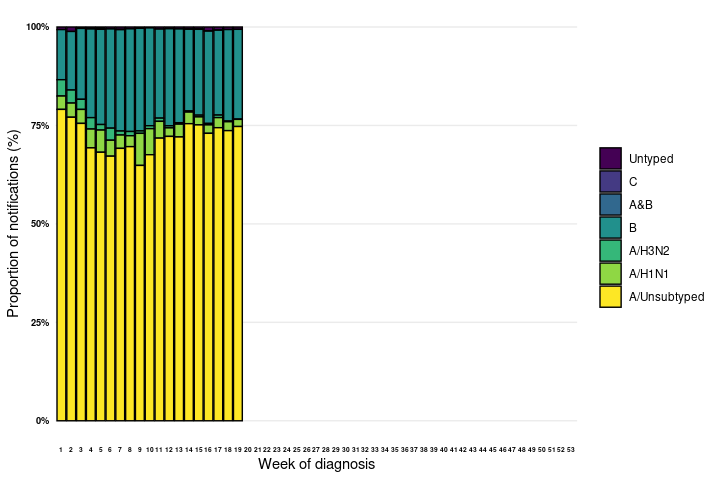 100%
75%
50%
25%
0%
Proportion of notifications (%)
1 2 3 4 5 6 7 8 9 10 11 12 13 14 15 16 17 18 19 20 21 22 23 24 25 26 27 28 29 30 31 32 33 34 35 36 37 38 39 40 41 42 43 44 45 46 47 48 49 50 51 52 53
Week of diagnosis
Untyped
C
A&B
B
A/H3N2
A/H1N1
A/Unsubtyped